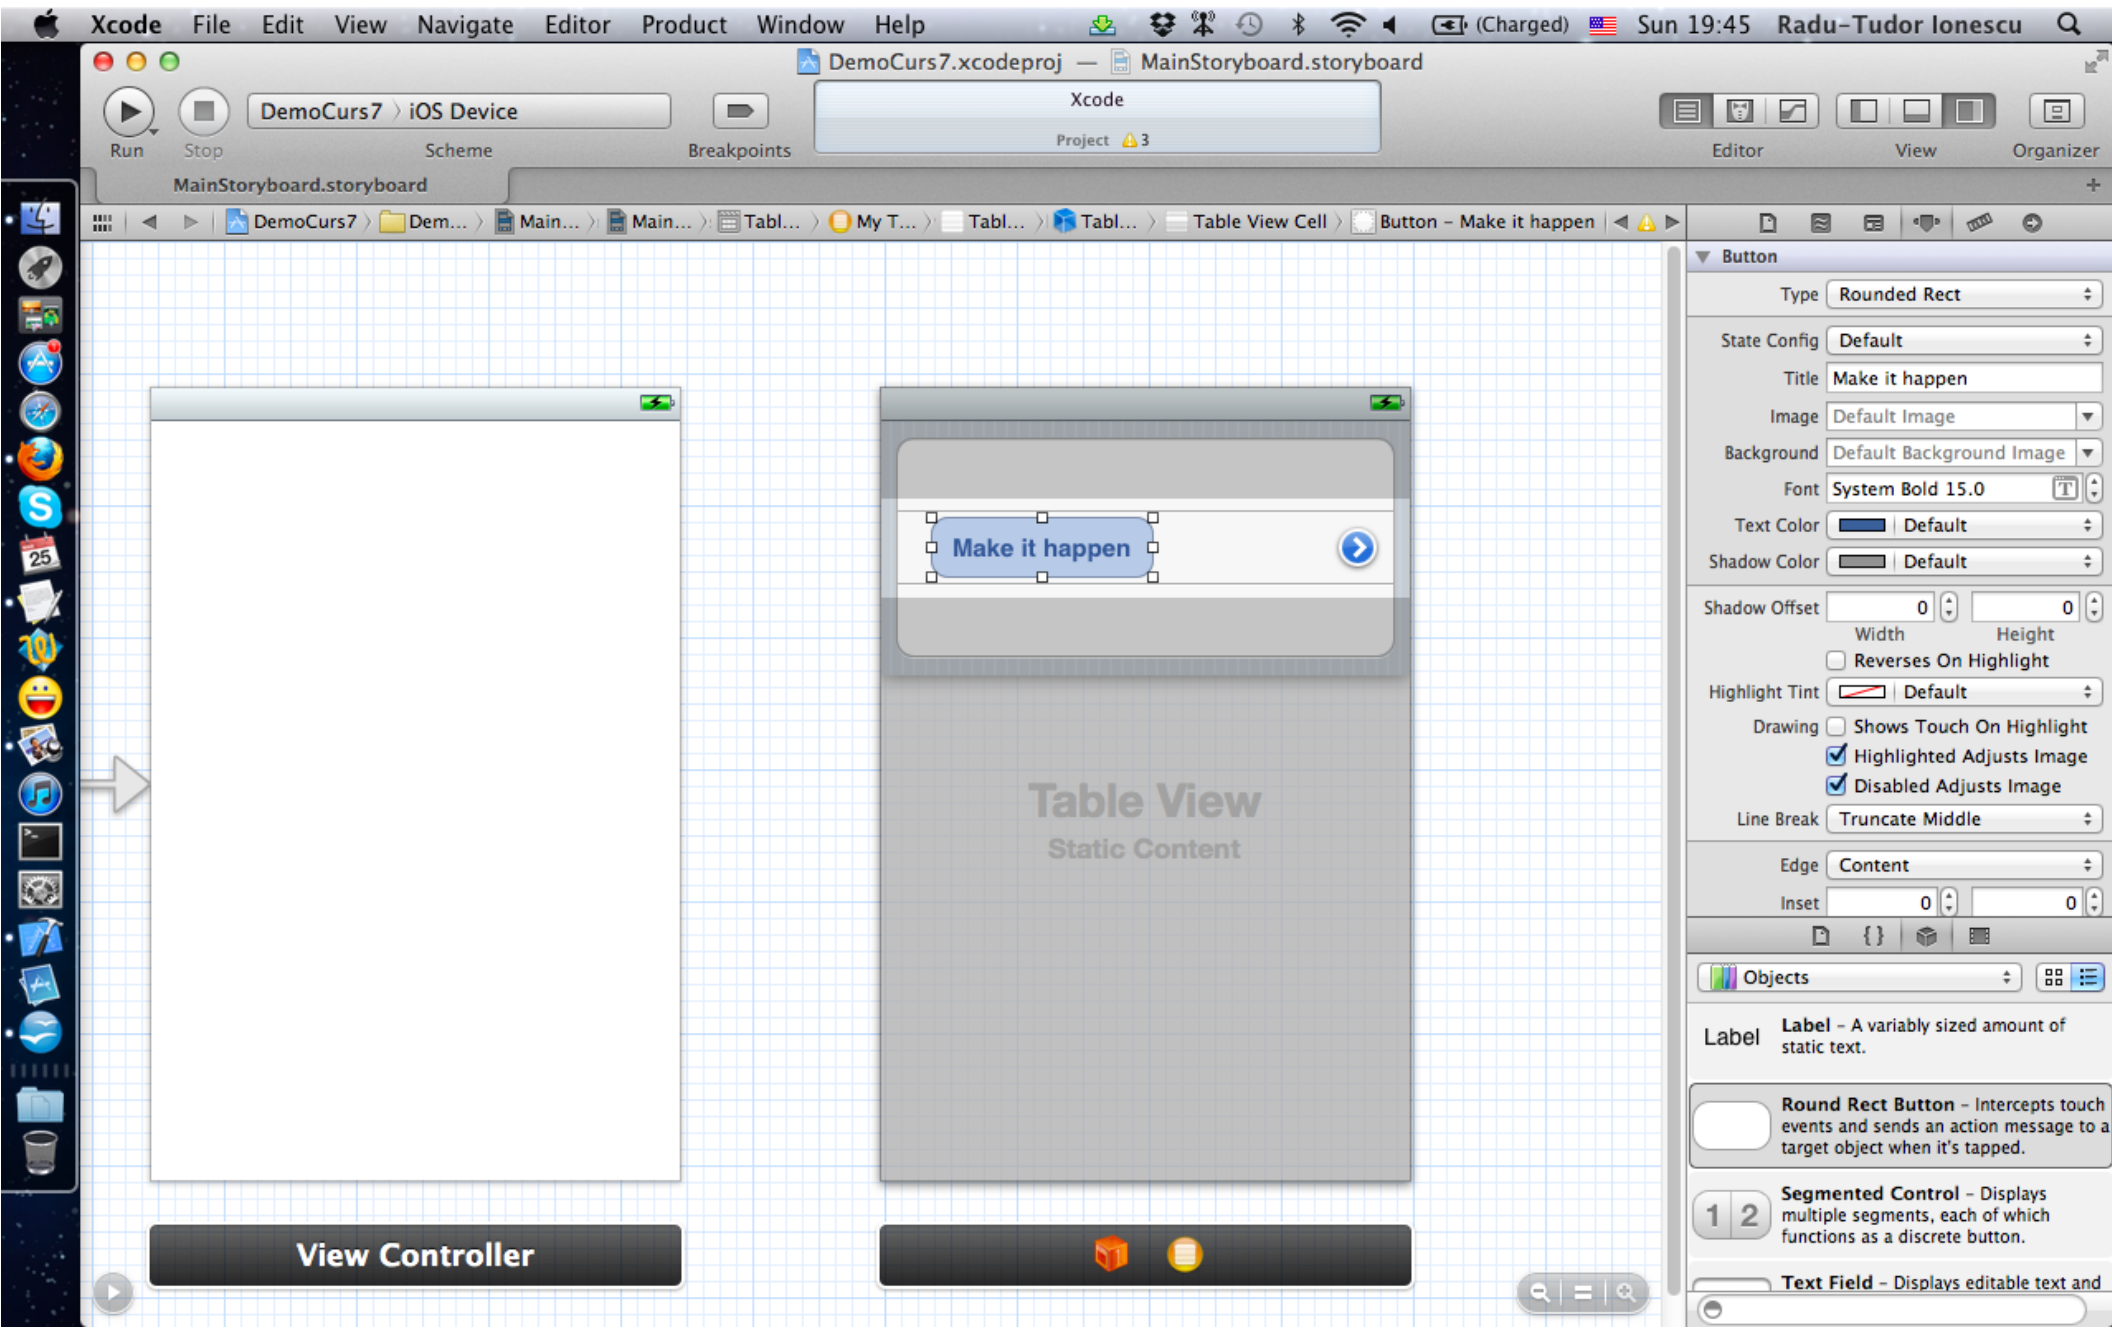 Xcode File Edit View Navigate Editor Product Window Help (Charged) Sun 19:45 Radu-Tudor Ionescu
DemoCurs7.xcodeproj — MainStoryboard.storyboard
DemoCurs7 › iOS Device
Xcode
Project 3
Run Stop Scheme Breakpoints Editor View Organizer
MainStoryboard.storyboard
DemoCurs7 Dem... Main... Main... Tabl... My T... Tabl... Tabl... Table View Cell Button – Make it happen
Button
Type Rounded Rect
State Config Default
Title Make it happen
Image Default Image
Background Default Background Image
Font System Bold 15.0 T
Text Color Default
Shadow Color Default
Shadow Offset 0 0
Width Height
Reverses On Highlight
Highlight Tint Default
Drawing Shows Touch On Highlight
Highlighted Adjusts Image
Disabled Adjusts Image
Line Break Truncate Middle
Edge Content
Inset 0 0
{}
Objects
Label
Label – A variably sized amount of
static text.
Round Rect Button – Intercepts touch
events and sends an action message to a
target object when it's tapped.
1 2
Segmented Control – Displays
multiple segments, each of which
functions as a discrete button.
Text Field – Displays editable text and
Make it happen
Table View
Static Content
View Controller
25